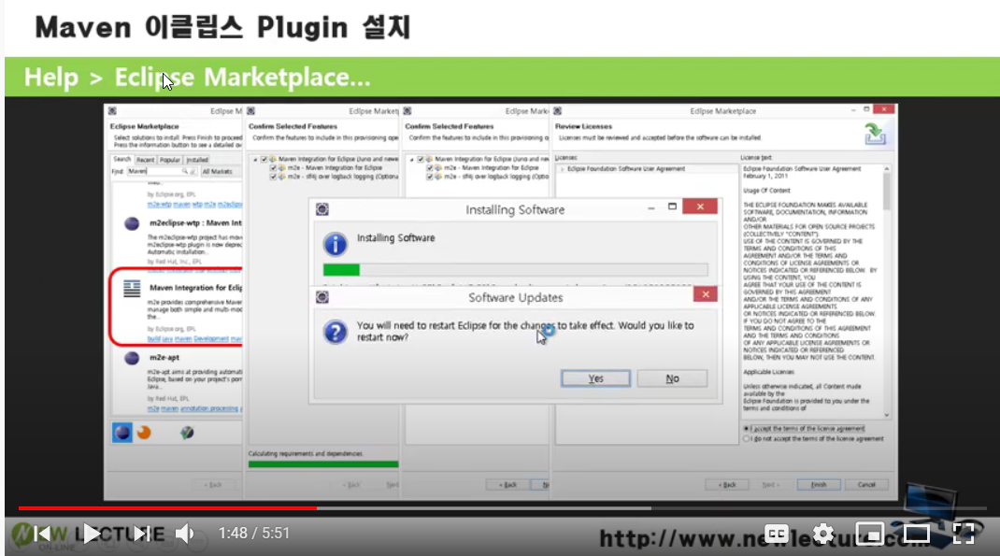 Maven 이클립스 Plugin 설치
Help > Eclipse Marketplace...
Eclipse M
Eclipse Marketplace
Select solutions to install. Press Finish to proceed
Press the information button to see a detailed ov
Search Recent Popular Installed
Find: Maven All Markets
by Eclipse.org, EPL
m2e-wtp maven wtp m2e m2eclipse
m2eclipse-wtp : Maven Int
The m2eclipse-wtp project has mov
m2eclipse-wtp plugin is now deprec
Automatic installation...
by Red Hat, Inc., EPL
Maven Integration for Eclip
m2e provides comprehensive Maven
manage both simple and multi-mod
the...
by Eclipse.org, EPL
build java maven Development mav
m2e-apt
m2e-apt aims at providing automati
Eclipse, based on your project's pom
Java...
by Red Hat, EPL
m2e maven annotation processing
< Back
Eclipse Market
Confirm Selected Features
Confirm the features to include in this provisioning op
Maven Integration for Eclipse (Juno and newe
m2e - Maven Integration for Eclipse
m2e - slf4j over logback logging (Optiona
Calculating requirements and dependencies.
< Back Next
Eclipse Mark
Confirm Selected Features
Confirm the features to include in this provisioning o
Maven Integration for Eclipse (Juno and new
m2e - Maven Integration for Eclipse
m2e - slf4j over logback logging (Optio
< Back Ne
Eclipse Marketplace
Review Licenses
Licenses must be reviewed and accepted before the software can be installed.
Licenses:
Eclipse Foundation Software User Agreement
License text:
Eclipse Foundation Software User Agreement
February 1, 2011
Usage Of Content
THE ECLIPSE FOUNDATION MAKES AVAILABLE
SOFTWARE, DOCUMENTATION, INFORMATION
AND/OR
OTHER MATERIALS FOR OPEN SOURCE PROJECTS
(COLLECTIVELY "CONTENT").
USE OF THE CONTENT IS GOVERNED BY THE
TERMS AND CONDITIONS OF THIS
AGREEMENT AND/OR THE TERMS AND
CONDITIONS OF LICENSE AGREEMENTS OR
NOTICES INDICATED OR REFERENCED BELOW. BY
USING THE CONTENT, YOU
AGREE THAT YOUR USE OF THE CONTENT IS
GOVERNED BY THIS AGREEMENT
AND/OR THE TERMS AND CONDITIONS OF ANY
APPLICABLE LICENSE AGREEMENTS
OR NOTICES INDICATED OR REFERENCED BELOW.
IF YOU DO NOT AGREE TO THE
TERMS AND CONDITIONS OF THIS AGREEMENT
AND THE TERMS AND CONDITIONS
OF ANY APPLICABLE LICENSE AGREEMENTS OR
NOTICES INDICATED OR REFERENCED
BELOW, THEN YOU MAY NOT USE THE CONTENT.
Applicable Licenses
Unless otherwise indicated, all Content made
available by the
Eclipse Foundation is provided to you under the
terms and conditions of
I accept the terms of the license agreement
I do not accept the terms of the license agreement
< Back Next > Finish Cancel
Installing Software
Installing Software
Software Updates
You will need to restart Eclipse for the changes to take effect. Would you like to
restart now?
Yes No
NEW LECTURE
ON-LINE
1:48 / 5:51
http://www.newlecture.com
CC